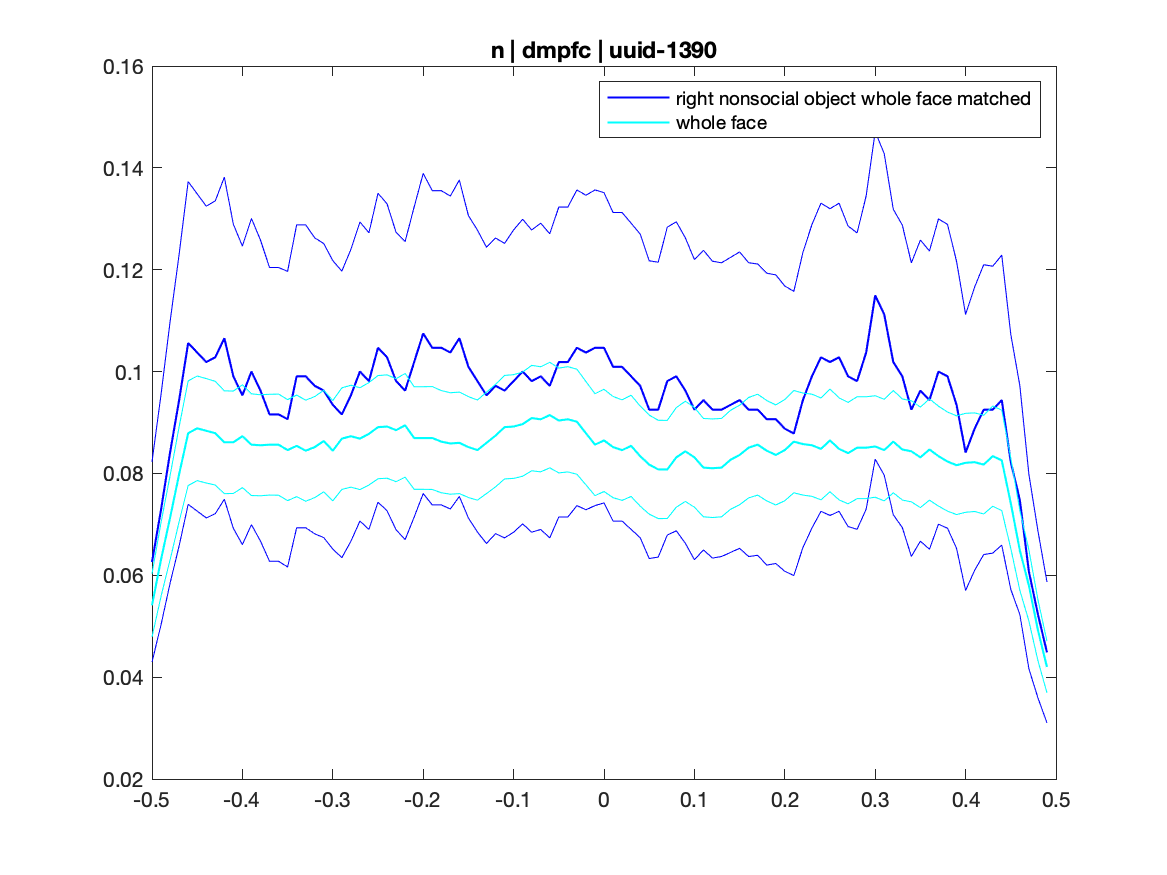 n | dmpfc | uuid-1390
right nonsocial object whole face matched
whole face
0.16
0.14
0.12
0.1
0.08
0.06
0.04
0.02
-0.5 -0.4 -0.3 -0.2 -0.1 0 0.1 0.2 0.3 0.4 0.5